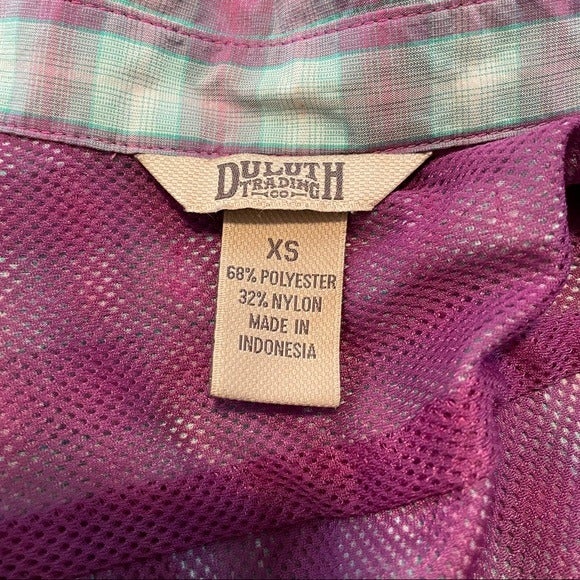 DULUTH
TRADING
CO
XS
68% POLYESTER
32% NYLON
MADE IN
INDONESIA